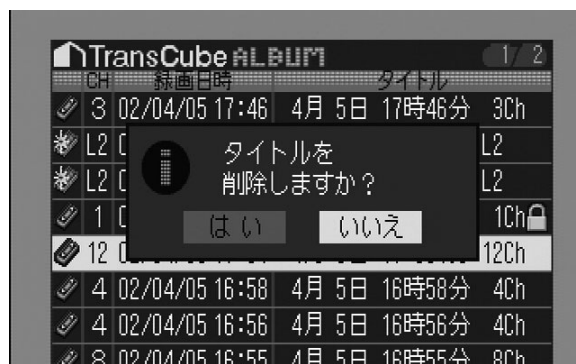 TransCube ALBUM 1/2
CH 録画日時 タイトル
3 02/04/05 17:46 4月 5日 17時46分 3Ch
L2 L2
L2 L2
1 1Ch
12 12Ch
タイトルを
削除しますか？
はい いいえ
4 02/04/05 16:58 4月 5日 16時58分 4Ch
4 02/04/05 16:56 4月 5日 16時56分 4Ch
8 02/04/05 16:55 4月 5日 16時55分 8Ch